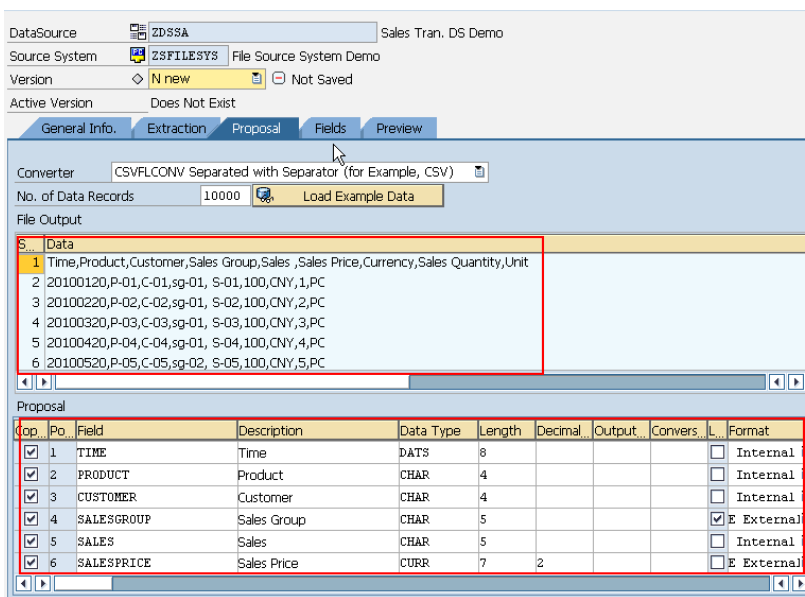 DataSource ZDSSA Sales Tran. DS Demo
Source System ZSFILESYS File Source System Demo
Version N new Not Saved
Active Version Does Not Exist
General Info. Extraction Proposal Fields Preview
Converter CSVFLCONV Separated with Separator (for Example, CSV)
No. of Data Records 10000 Load Example Data
File Output
S... Data
1 Time,Product,Customer,Sales Group,Sales ,Sales Price,Currency,Sales Quantity,Unit
2 20100120,P-01,C-01,sg-01, S-01,100,CNY,1,PC
3 20100220,P-02,C-02,sg-01, S-02,100,CNY,2,PC
4 20100320,P-03,C-03,sg-01, S-03,100,CNY,3,PC
5 20100420,P-04,C-04,sg-01, S-04,100,CNY,4,PC
6 20100520,P-05,C-05,sg-02, S-05,100,CNY,5,PC
Proposal
Cop... Po... Field Description Data Type Length Decimal Output Convers L... Format
1 TIME Time DATS 8 Internal
2 PRODUCT Product CHAR 4 Internal
3 CUSTOMER Customer CHAR 4 Internal
4 SALESGROUP Sales Group CHAR 5 E External
5 SALES Sales CHAR 5 Internal
6 SALESPRICE Sales Price CURR 7 2 E External